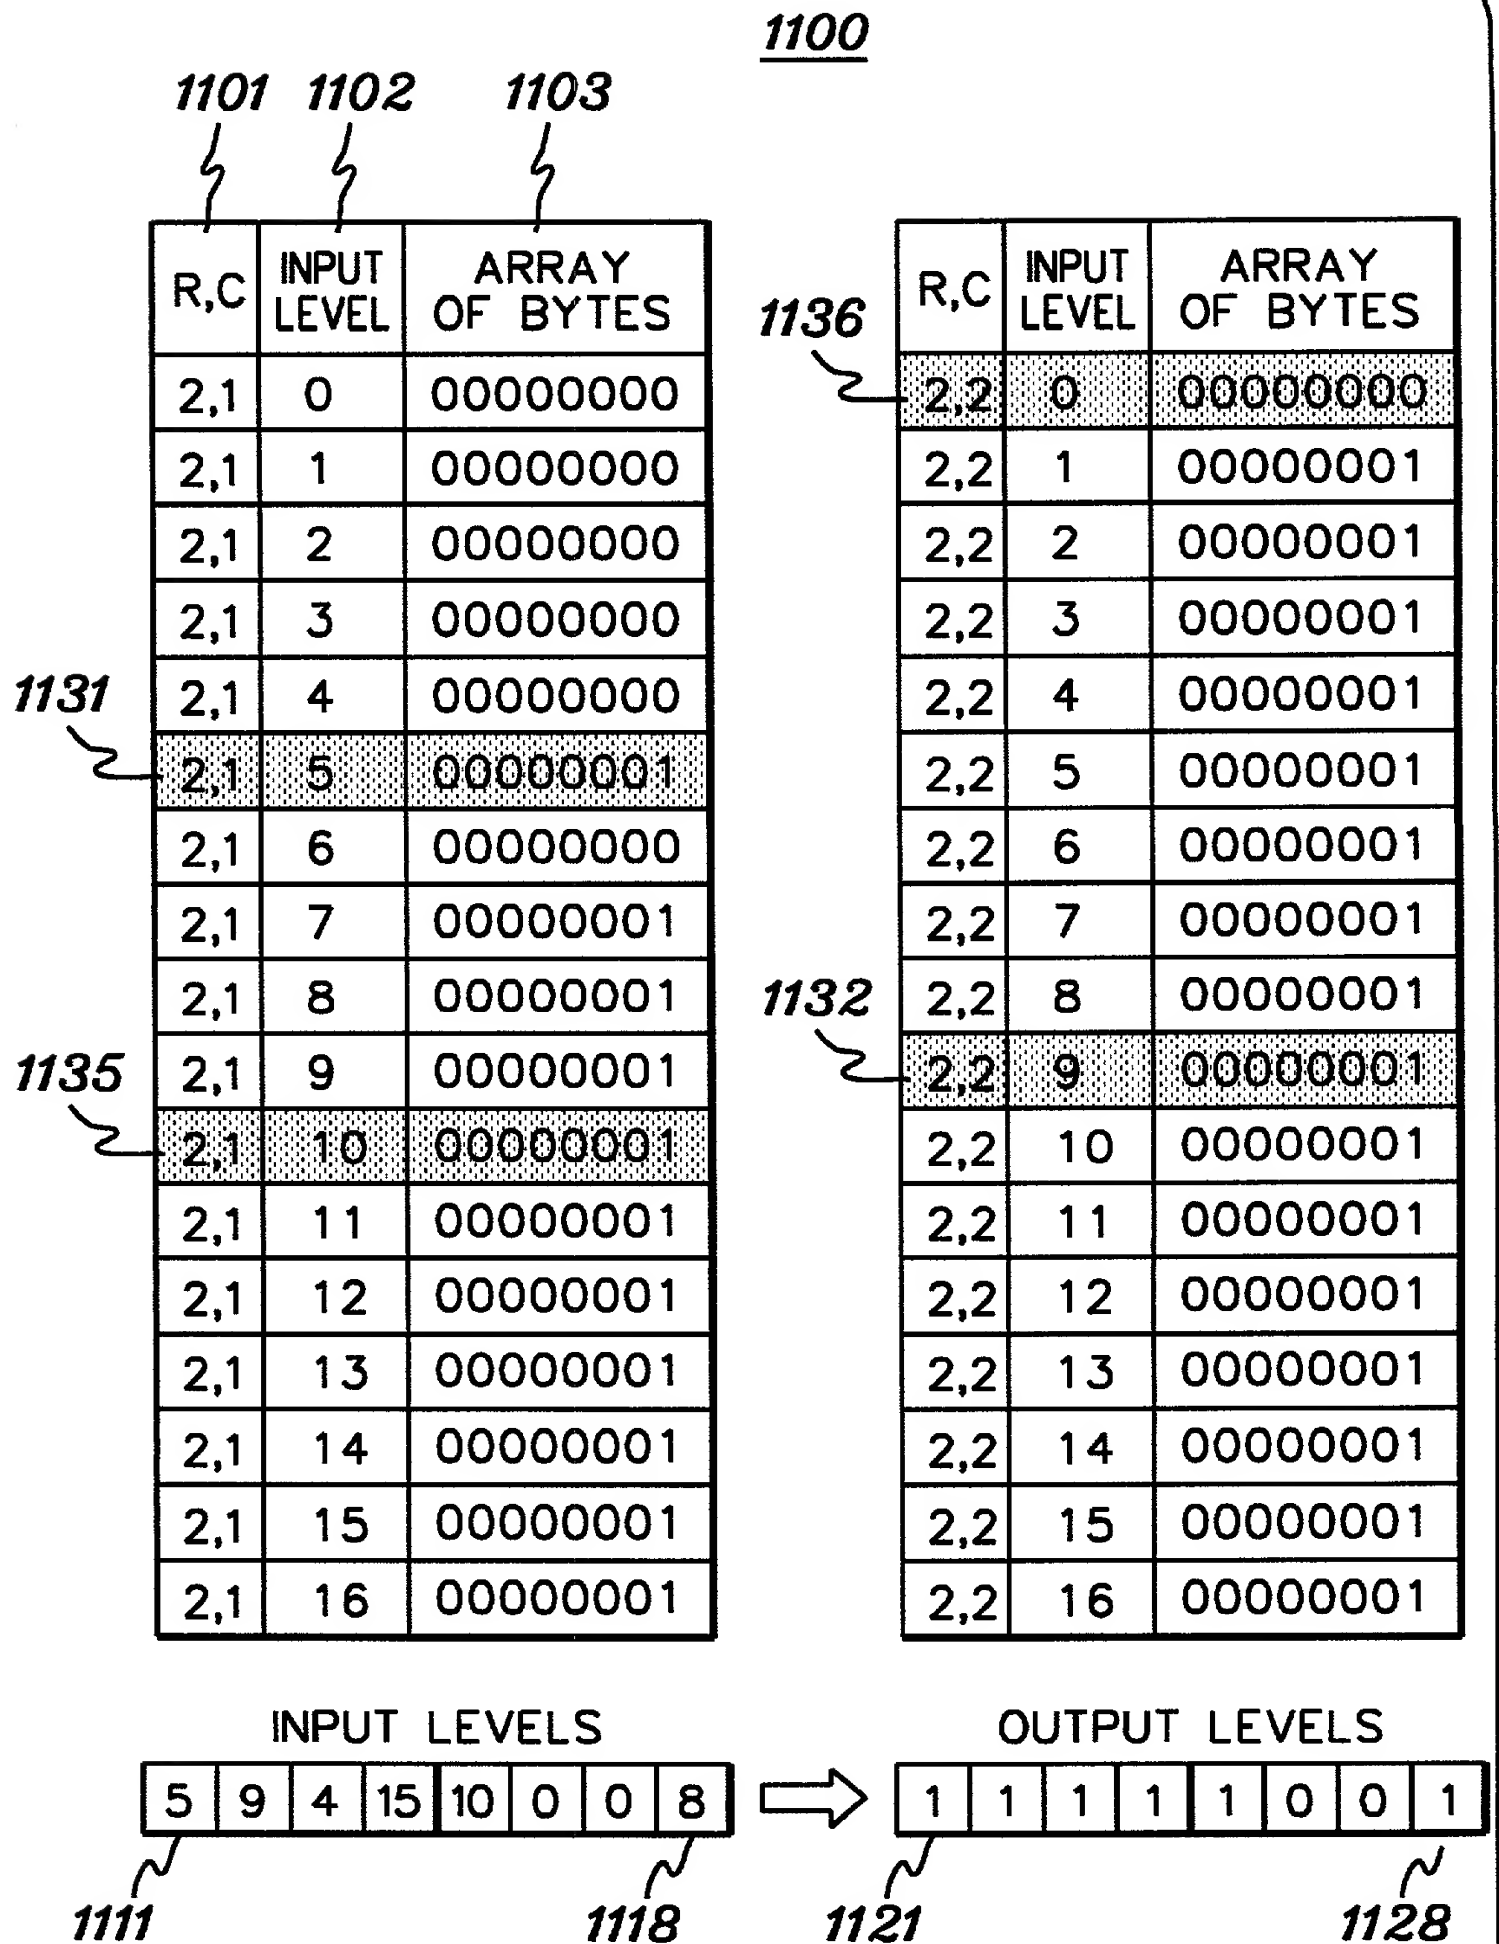 1100
1101 1102 1103
R,C INPUT LEVEL ARRAY OF BYTES
2,1 0 00000000
2,1 1 00000000
2,1 2 00000000
2,1 3 00000000
1131
2,1 4 00000000
2,1 5 00000001
2,1 6 00000000
2,1 7 00000001
2,1 8 00000001
1135
2,1 9 00000001
2,1 10 00000001
2,1 11 00000001
2,1 12 00000001
2,1 13 00000001
2,1 14 00000001
2,1 15 00000001
2,1 16 00000001
R,C INPUT LEVEL ARRAY OF BYTES
1136
2,2 0 00000000
2,2 1 00000001
2,2 2 00000001
2,2 3 00000001
2,2 4 00000001
2,2 5 00000001
2,2 6 00000001
2,2 7 00000001
2,2 8 00000001
1132
2,2 9 00000001
2,2 10 00000001
2,2 11 00000001
2,2 12 00000001
2,2 13 00000001
2,2 14 00000001
2,2 15 00000001
2,2 16 00000001
INPUT LEVELS
5 9 4 15 10 0 0 8
1111 1118
OUTPUT LEVELS
1 1 1 1 1 0 0 1
1121 1128